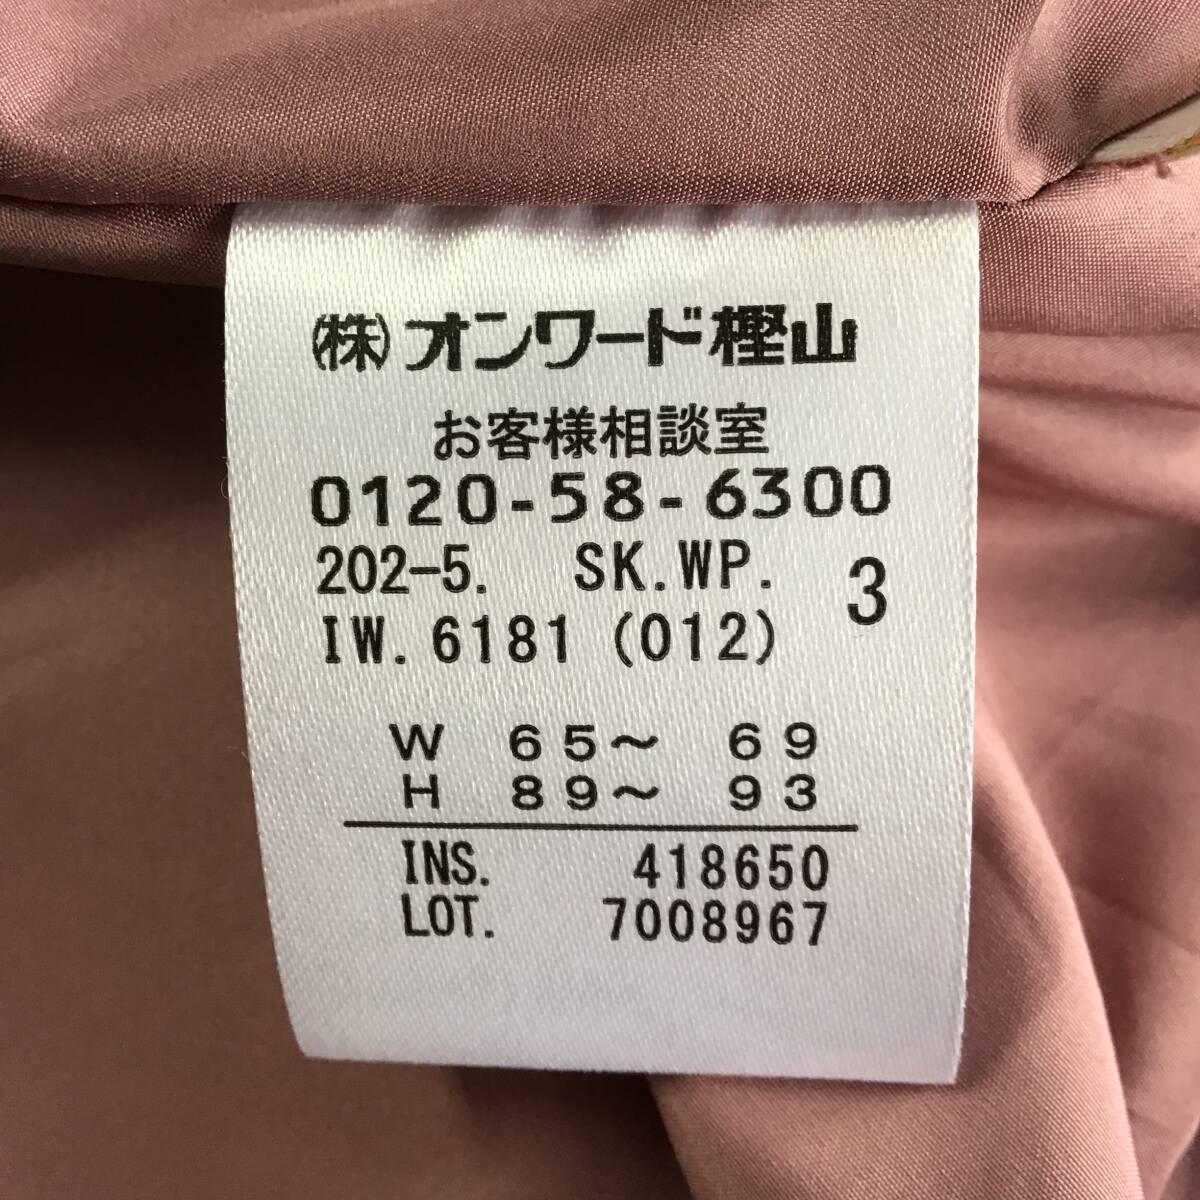 (株)オンワード樫山
お客様相談室
0120-58-6300
202-5. SK.WP. 3
IW.6181(012)
W 65～ 69
H 89～ 93
INS. 418650
LOT. 7008967